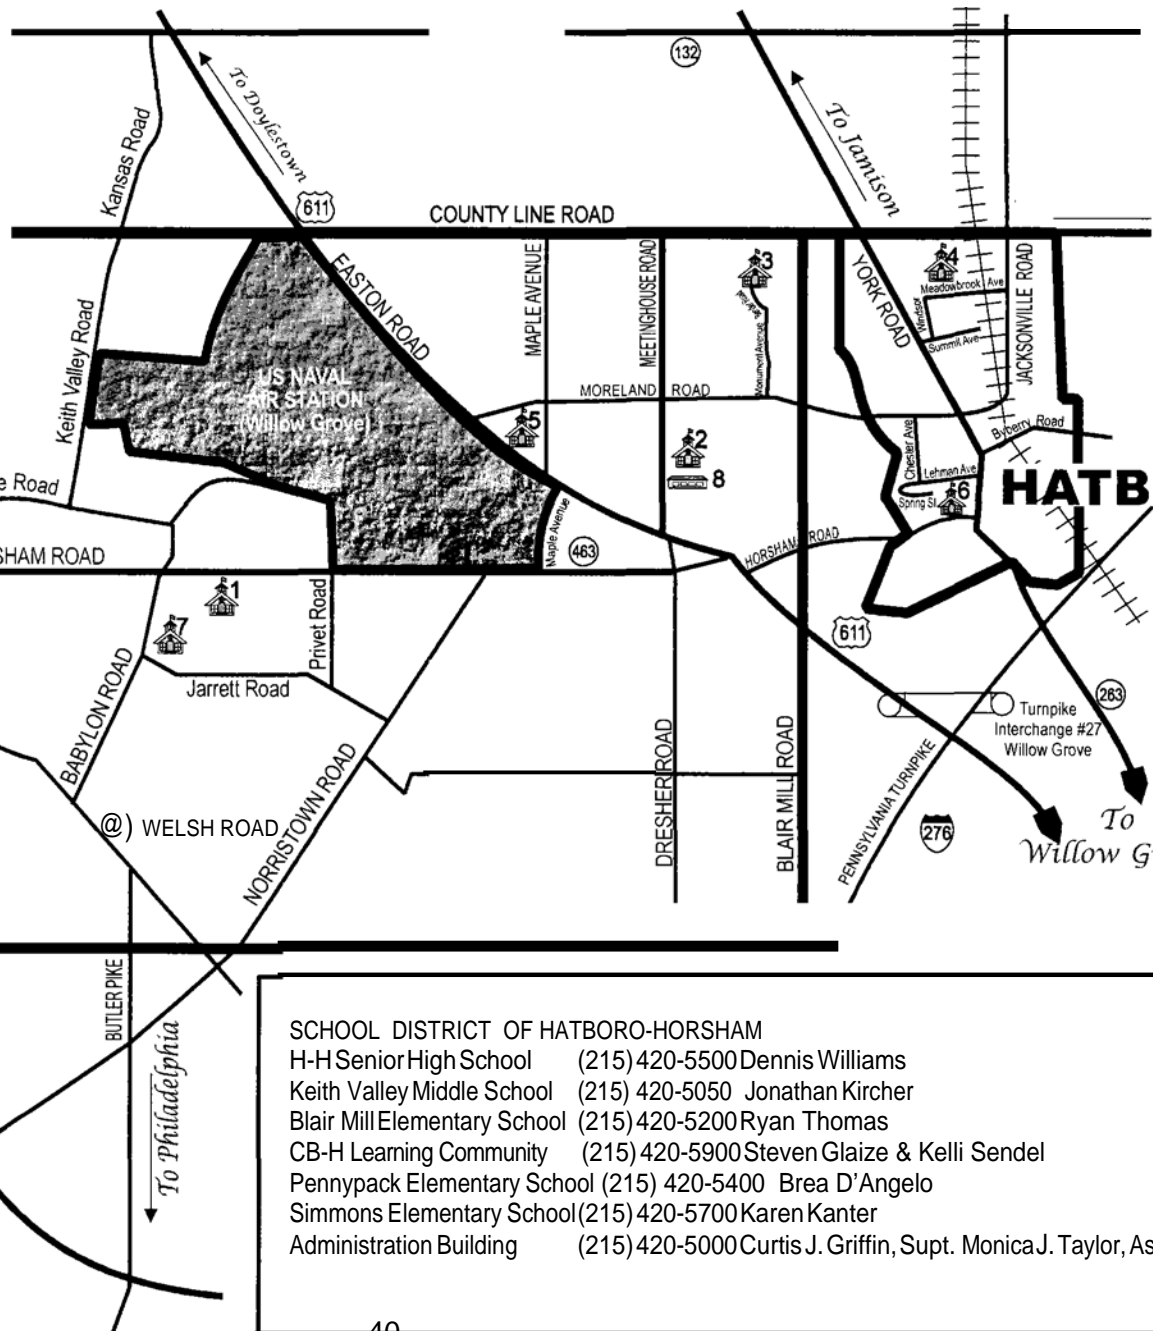 132
To Doylestown
To Jamison
Kansas Road
611
COUNTY LINE ROAD
EASTON ROAD
MAPLE AVENUE
MEETINGHOUSE ROAD
3
YORK ROAD
4
Meadowbrook Ave
Windsor
Summit Ave
JACKSONVILLE ROAD
Keith Valley Road
US NAVAL
AIR STATION
(Willow Grove)
Monument Avenue
MORELAND ROAD
5
2
8
Chester Ave
Byberry Road
Lehman Ave
Spring St.
6
HATB
e Road
SHAM ROAD
Maple Avenue
463
HORSHAM ROAD
1
7
Privet Road
Jarrett Road
611
263
Turnpike
Interchange #27
Willow Grove
BABYLON ROAD
NORRISTOWN ROAD
DRESHER ROAD
BLAIR MILL ROAD
PENNSYLVANIA TURNPIKE
276
To
Willow G
@) WELSH ROAD
BUTLER PIKE
To Philadelphia
SCHOOL DISTRICT OF HATBORO-HORSHAM
H-H Senior High School (215) 420-5500 Dennis Williams
Keith Valley Middle School (215) 420-5050 Jonathan Kircher
Blair Mill Elementary School (215) 420-5200 Ryan Thomas
CB-H Learning Community (215) 420-5900 Steven Glaize & Kelli Sendel
Pennypack Elementary School (215) 420-5400 Brea D'Angelo
Simmons Elementary School (215) 420-5700 Karen Kanter
Administration Building (215) 420-5000 Curtis J. Griffin, Supt. Monica J. Taylor, As
40